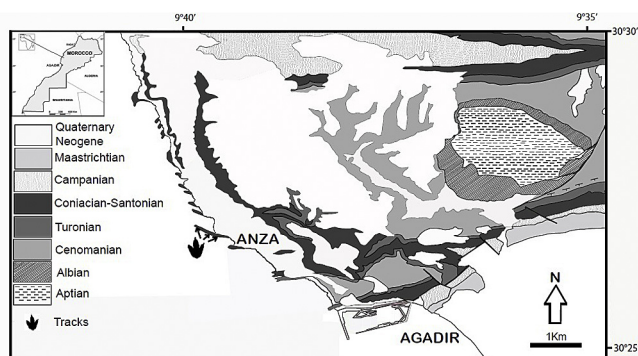 9°40'
9°35'
30°30'
MOROCCO
AGADIR
ALGERIA
MAURITANIA
Quaternary
Neogene
Maastrichtian
Campanian
Coniacian-Santonian
Turonian
Cenomanian
Albian
Aptian
Tracks
ANZA
AGADIR
N
1Km
30°25'